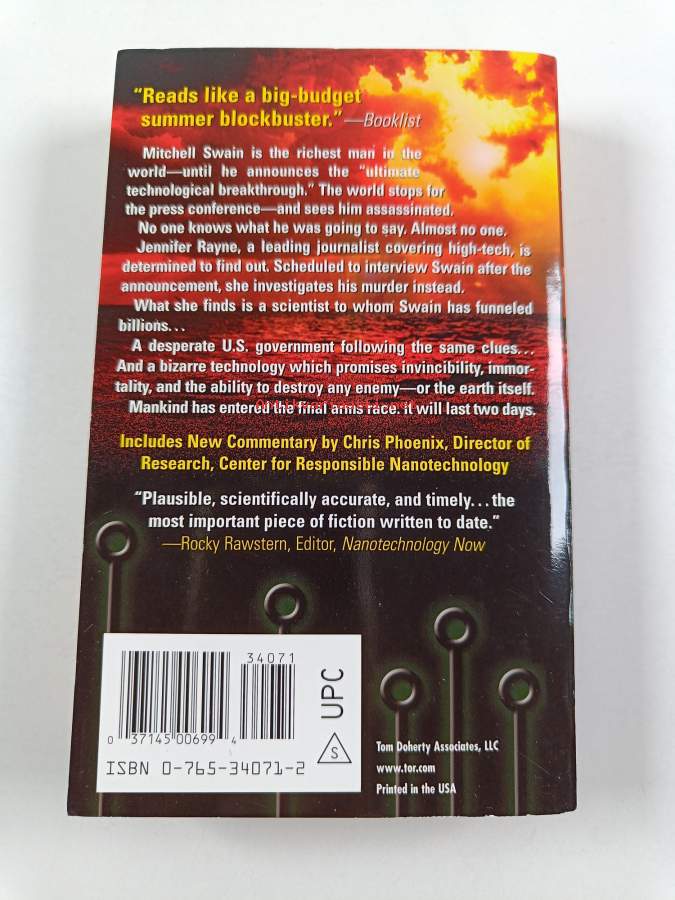 “Reads like a big-budget
summer blockbuster.”—Booklist
Mitchell Swain is the richest man in the
world—until he announces the “ultimate
technological breakthrough.” The world stops for
the press conference—and sees him assassinated.
No one knows what he was going to say. Almost no one.
Jennifer Rayne, a leading journalist covering high-tech, is
determined to find out. Scheduled to interview Swain after the
announcement, she investigates his murder instead.
What she finds is a scientist to whom Swain has funneled
billions...
A desperate U.S. government following the same clues...
And a bizarre technology which promises invincibility, immor-
tality, and the ability to destroy any enemy—or the earth itself.
Mankind has entered the final arms race. It will last two days.
Includes New Commentary by Chris Phoenix, Director of
Research, Center for Responsible Nanotechnology
“Plausible, scientifically accurate, and timely...the
most important piece of fiction written to date.”
—Rocky Rawstern, Editor, Nanotechnology Now
34071
0 37145 00699 4
ISBN 0-765-34071-2
UPC
S
Tom Doherty Associates, LLC
www.tor.com
Printed in the USA